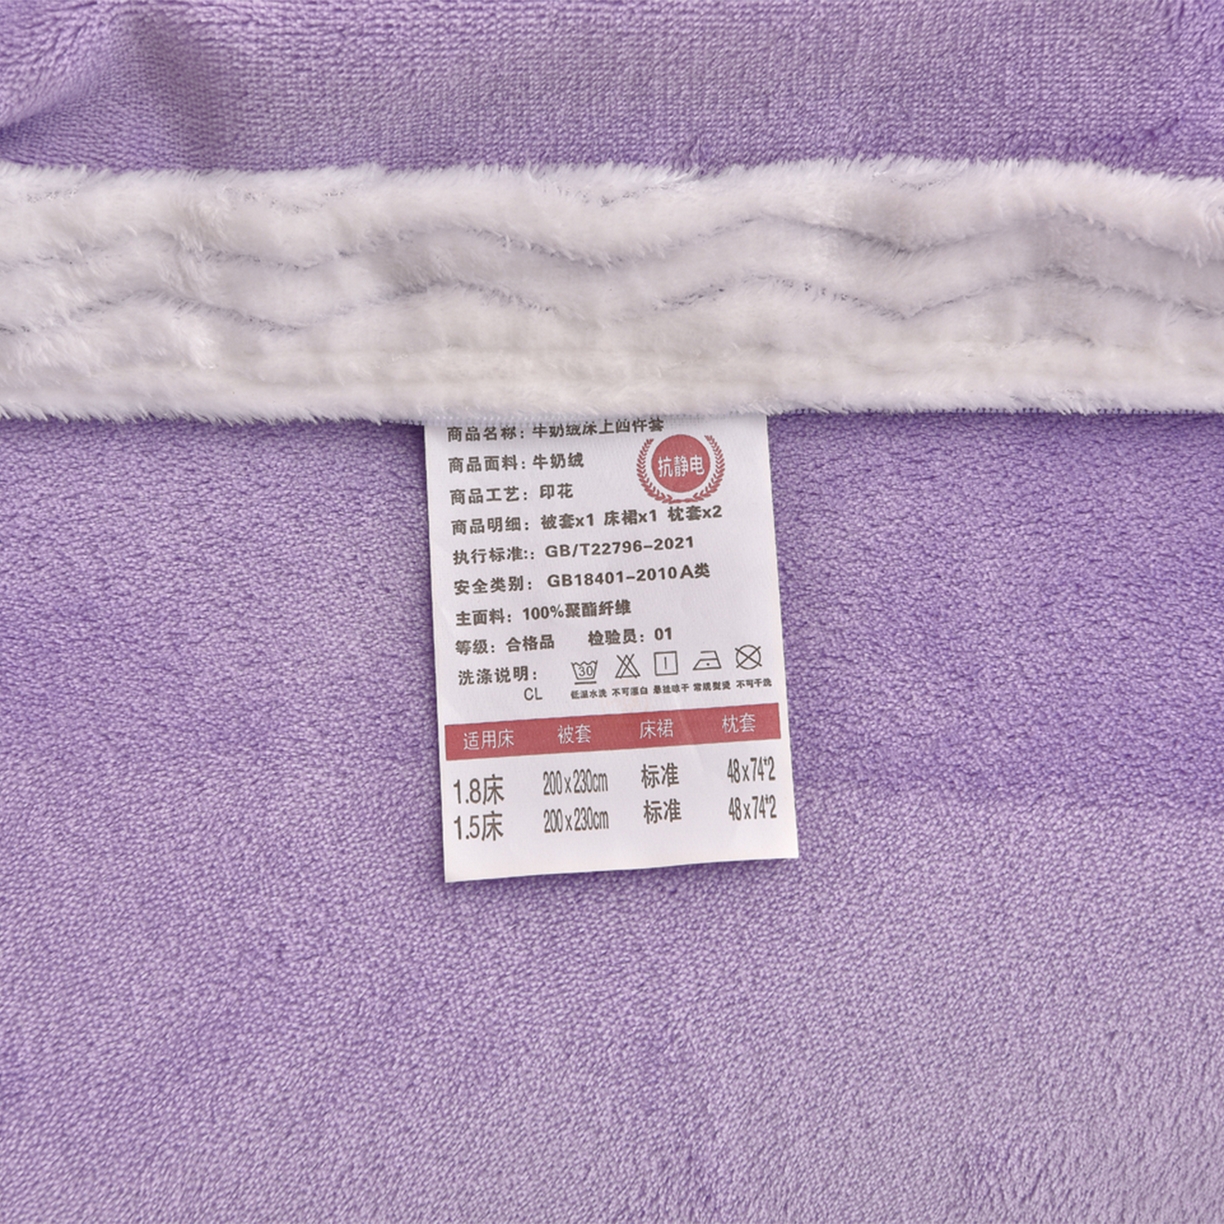 商品名称：牛奶绒床上四件套
商品面料：牛奶绒
抗静电
商品工艺：印花
商品明细：被套x1 床裙x1 枕套x2
执行标准:：GB/T22796-2021
安全类别：GB18401-2010 A类
主面料：100%聚酯纤维
等级：合格品 检验员：01
洗涤说明：
30
CL
低温水洗 不可漂白 悬挂晾干 常规熨烫 不可干洗
适用床 被套 床裙 枕套
1.8床 200x230cm 标准 48x74*2
1.5床 200x230cm 标准 48x74*2